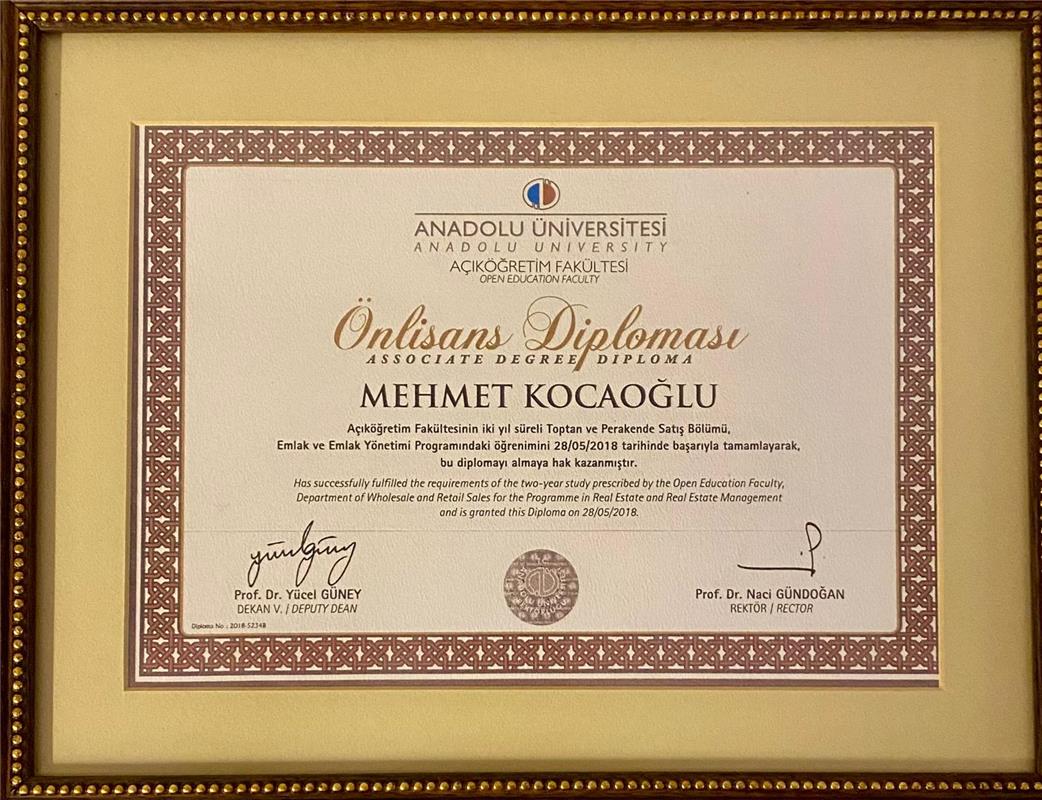 ANADOLU ÜNİVERSİTESİ
ANADOLU UNIVERSITY
AÇIKÖĞRETİM FAKÜLTESİ
OPEN EDUCATION FACULTY
Önlisans Diploması
ASSOCIATE DEGREE DIPLOMA
MEHMET KOCAOĞLU
Açıköğretim Fakültesinin iki yıl süreli Toptan ve Perakende Satış Bölümü,
Emlak ve Emlak Yönetimi Programındaki öğrenimini 28/05/2018 tarihinde başarıyla tamamlayarak,
bu diplomayı almaya hak kazanmıştır.
Has successfully fulfilled the requirements of the two-year study prescribed by the Open Education Faculty,
Department of Wholesale and Retail Sales for the Programme in Real Estate and Real Estate Management
and is granted this Diploma on 28/05/2018.
Prof. Dr. Yücel GÜNEY
DEKAN V. / DEPUTY DEAN
Prof. Dr. Naci GÜNDOĞAN
REKTÖR / RECTOR
Diploma No : 2018-52348